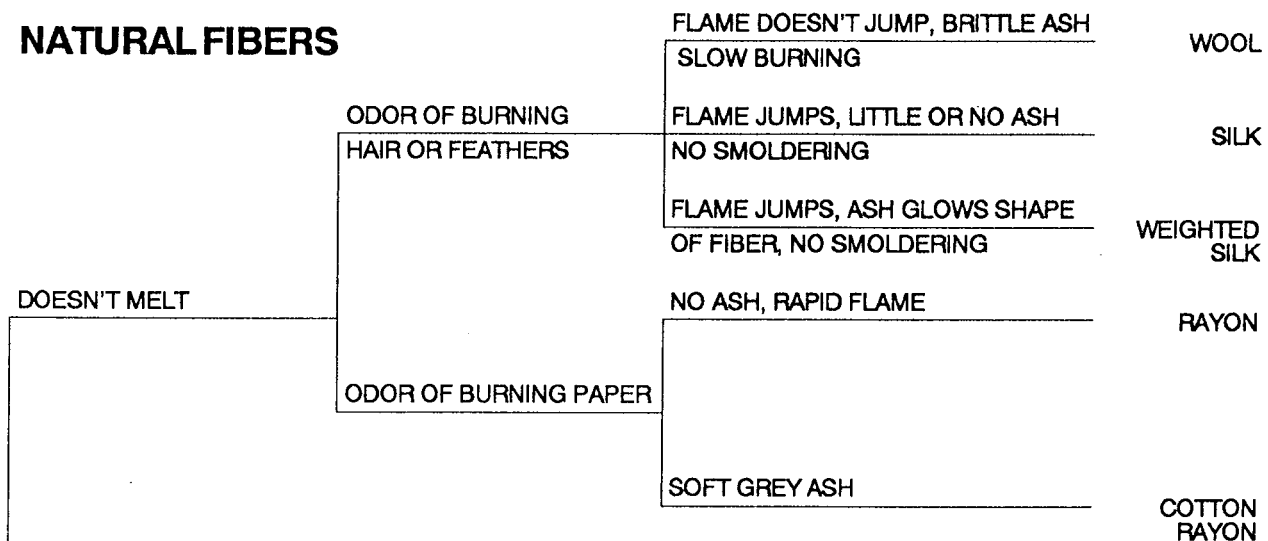 NATURAL FIBERS
FLAME DOESN'T JUMP, BRITTLE ASH
SLOW BURNING
WOOL
ODOR OF BURNING
HAIR OR FEATHERS
FLAME JUMPS, LITTLE OR NO ASH
NO SMOLDERING
SILK
FLAME JUMPS, ASH GLOWS SHAPE
OF FIBER, NO SMOLDERING
WEIGHTED
SILK
DOESN'T MELT
NO ASH, RAPID FLAME
RAYON
ODOR OF BURNING PAPER
SOFT GREY ASH
COTTON
RAYON